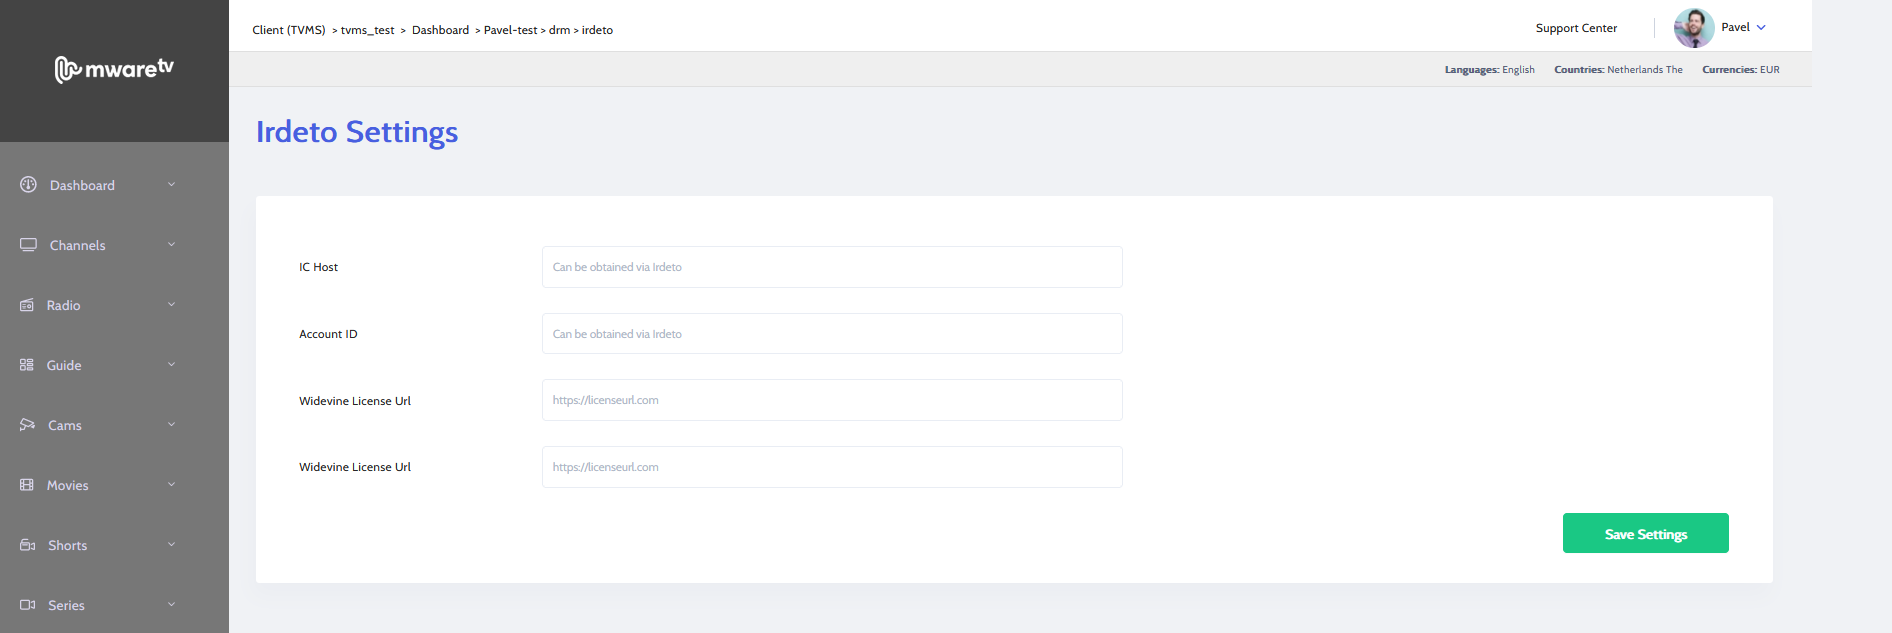 Client (TVMS) > tvms_test > Dashboard > Pavel-test > drm > irdeto
Support Center
Pavel
mwaretv
Languages: English Countries: Netherlands The Currencies: EUR
Irdeto Settings
Dashboard
Channels
Radio
Guide
Cams
Movies
Shorts
Series
IC Host
Can be obtained via Irdeto
Account ID
Can be obtained via Irdeto
Widevine License Url
https://licenseurl.com
Widevine License Url
https://licenseurl.com
Save Settings